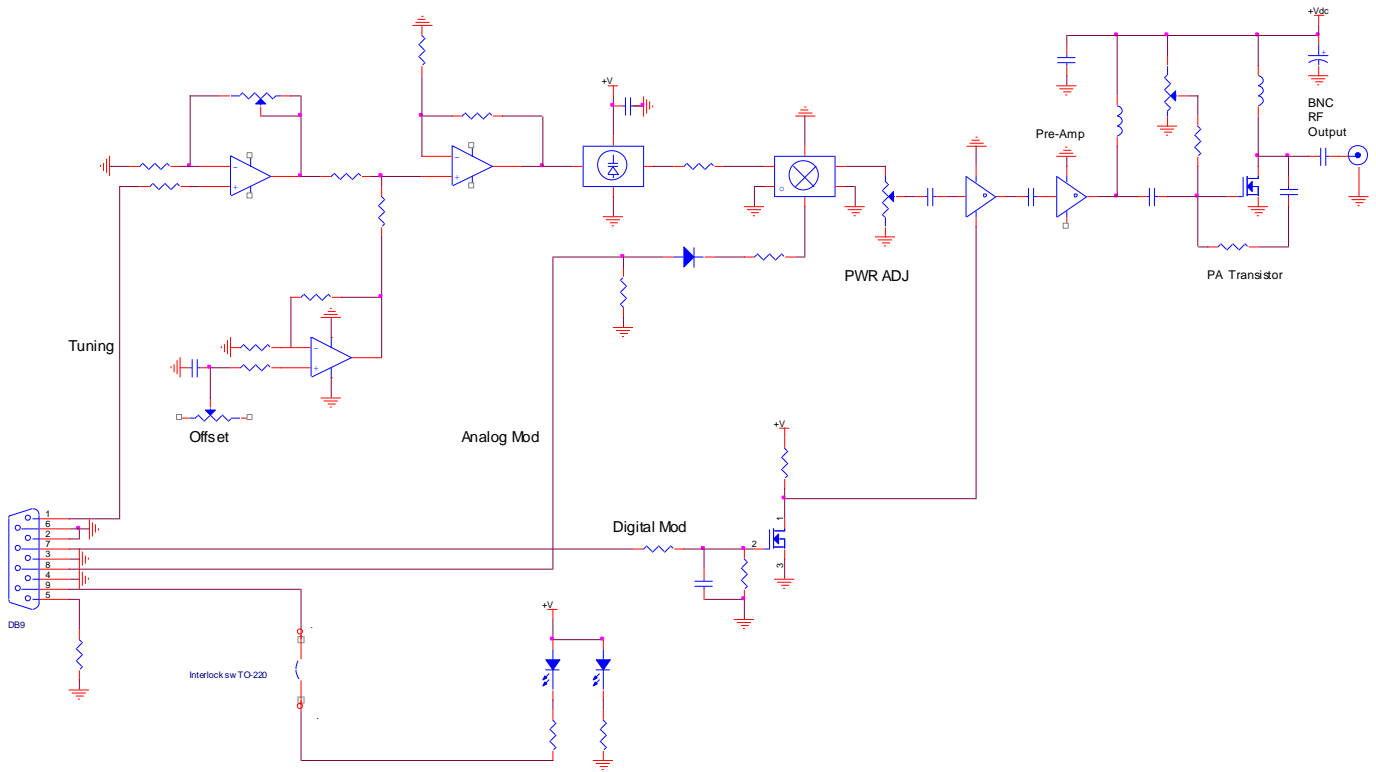 +Vdc
+V
+
BNC
RF
Output
Pre-Amp
−
+
−
+
PWR ADJ
PA Transistor
−
+
Tuning
Offset
Analog Mod
+V
Digital Mod
1
2
3
1
6
2
7
3
8
4
9
5
DB9
+V
Interlock sw TO-220